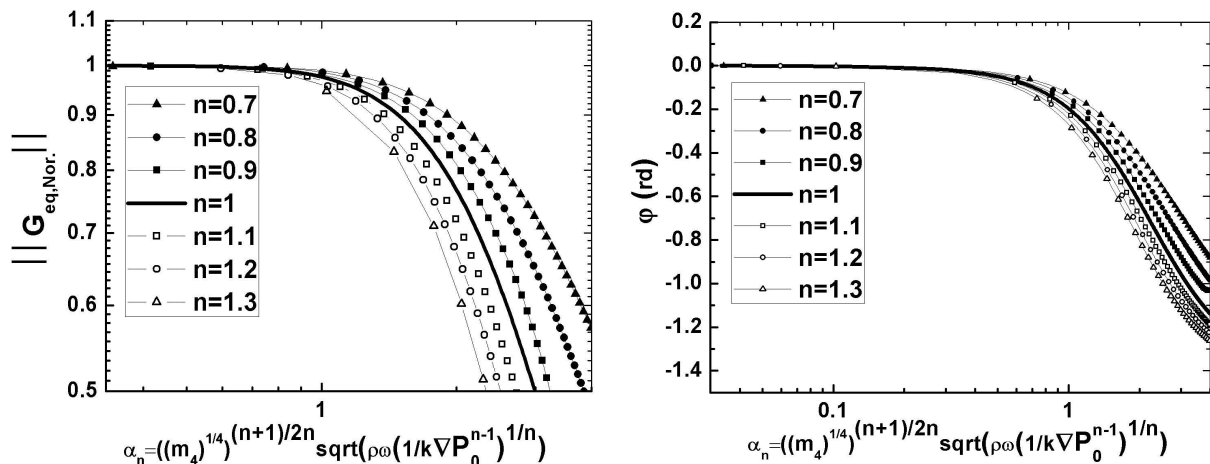 1.1
1
0.9
0.8
0.7
0.6
0.5
||G_eq,Nor.||
n=0.7
n=0.8
n=0.9
n=1
n=1.1
n=1.2
n=1.3
1
α_n=((m_4)^1/4)^(n+1)/2n sqrt(ρω(1/k∇P_0^n-1)^1/n)
0.2
0.0
-0.2
-0.4
-0.6
-0.8
-1.0
-1.2
-1.4
φ (rd)
n=0.7
n=0.8
n=0.9
n=1
n=1.1
n=1.2
n=1.3
0.1
1
α_n=((m_4)^1/4)^(n+1)/2n sqrt(ρω(1/k∇P_0^n-1)^1/n)